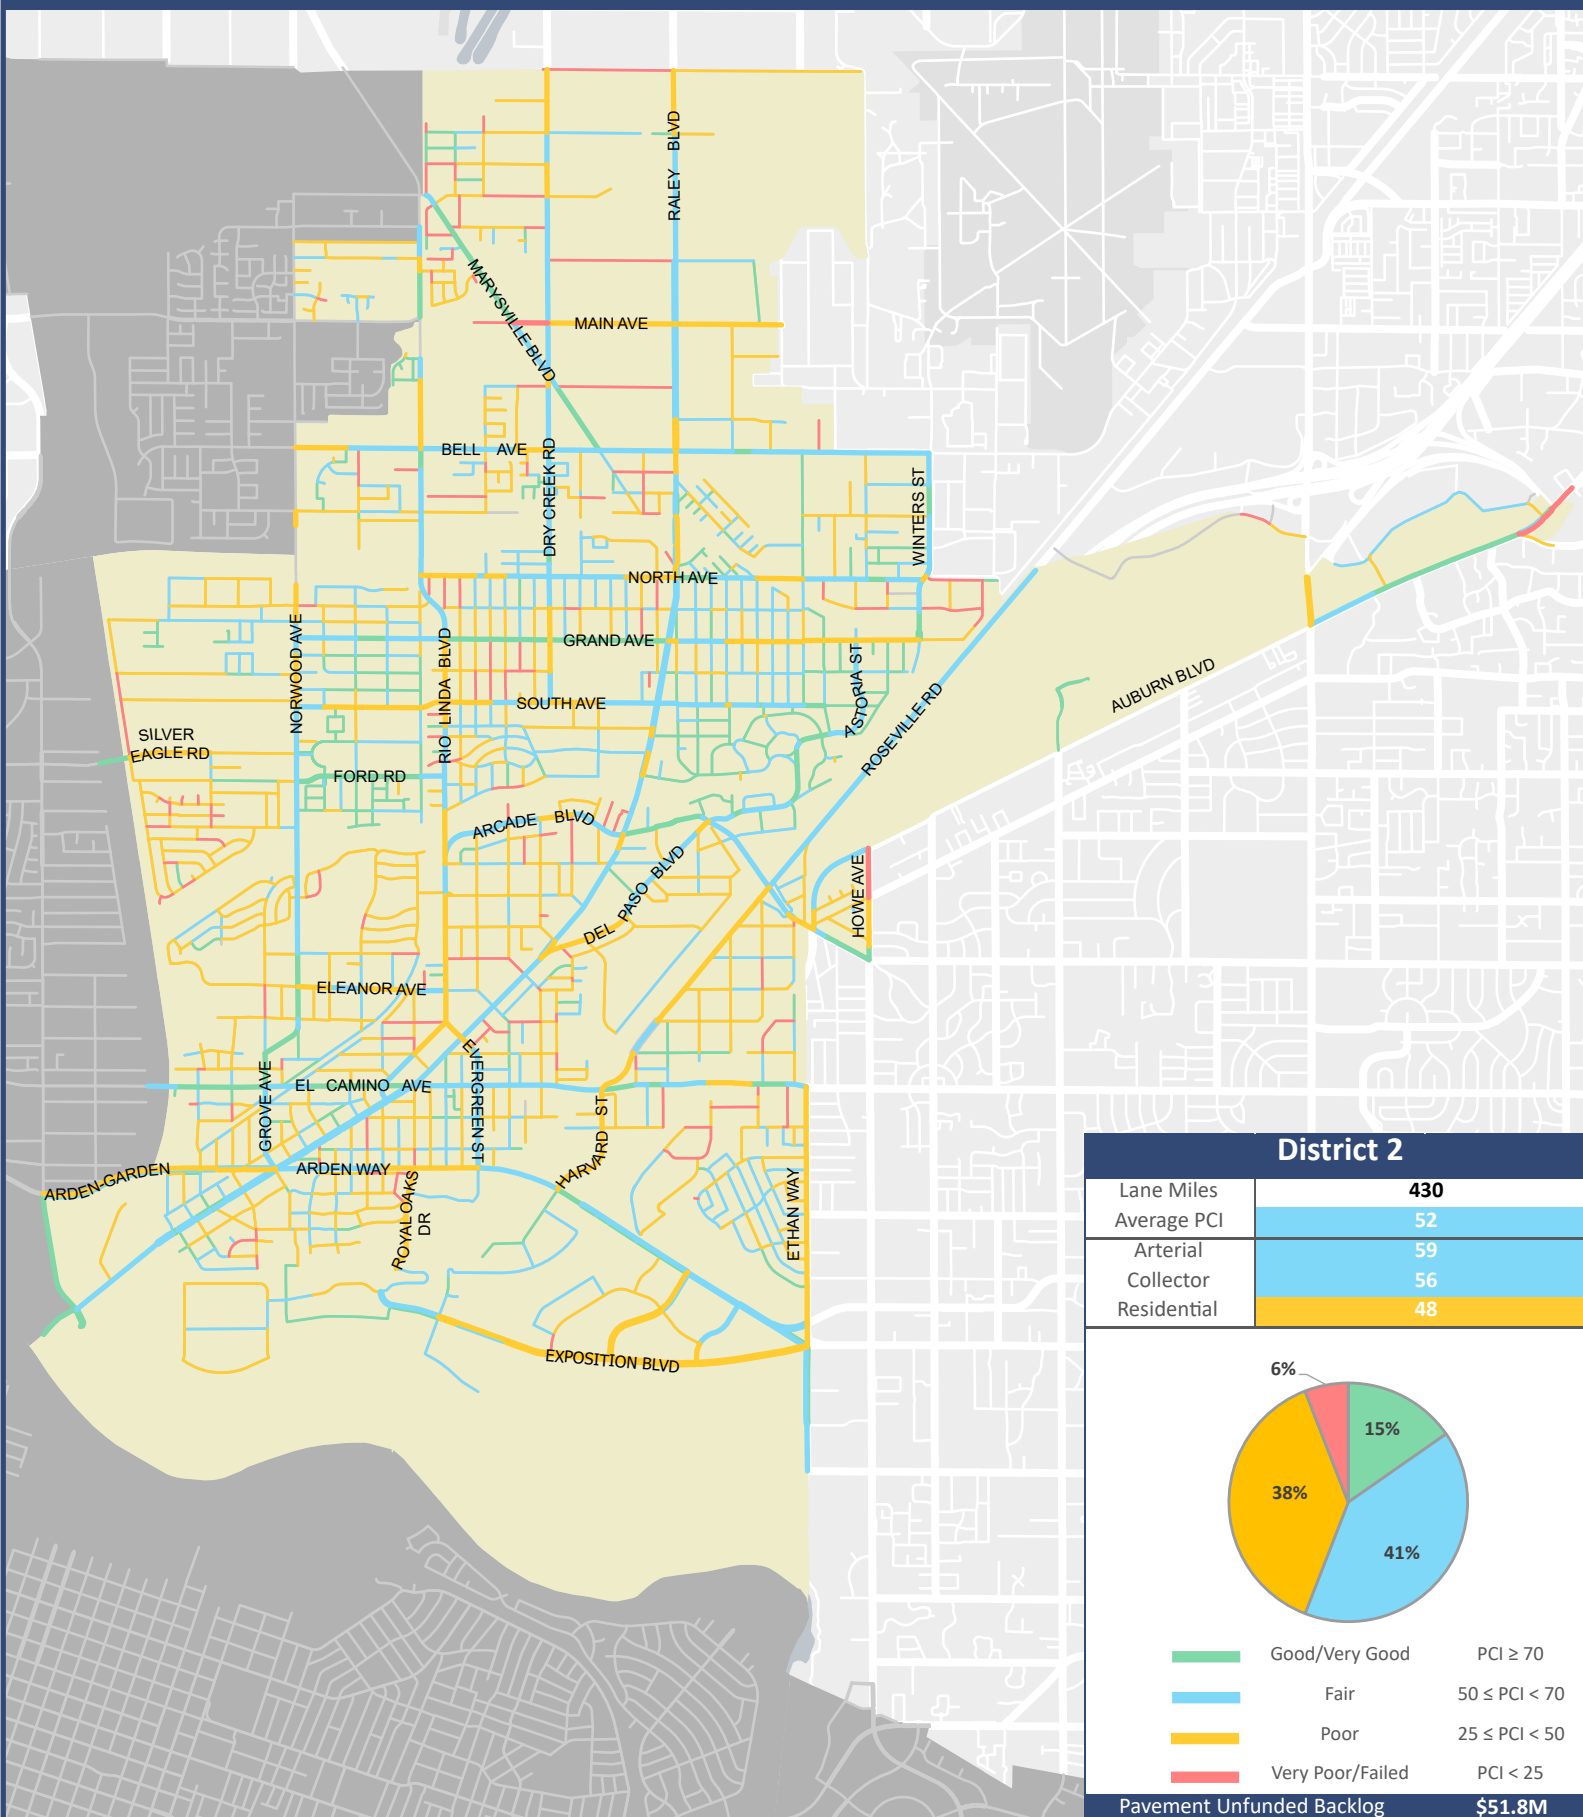 RALEY BLVD
MARYSVILLE BLVD
MAIN AVE
BELL AVE
DRY CREEK RD
WINTERS ST
NORTH AVE
GRAND AVE
NORWOOD AVE
RIO LINDA BLVD
ASTORIA ST
SOUTH AVE
AUBURN BLVD
ROSEVILLE RD
SILVER
EAGLE RD
FORD RD
ARCADE BLVD
DEL PASO BLVD
HOWE AVE
ELEANOR AVE
EVERGREEN ST
GROVE AVE
EL CAMINO AVE
HARVARD ST
ARDEN-GARDEN
ARDEN WAY
ROYAL OAKS
DR
ETHAN WAY
EXPOSITION BLVD
District 2
Lane Miles 430
Average PCI 52
Arterial 59
Collector 56
Residential 48
6%
15%
38%
41%
Good/Very Good PCI ≥ 70
Fair 50 ≤ PCI < 70
Poor 25 ≤ PCI < 50
Very Poor/Failed PCI < 25
Pavement Unfunded Backlog $51.8M